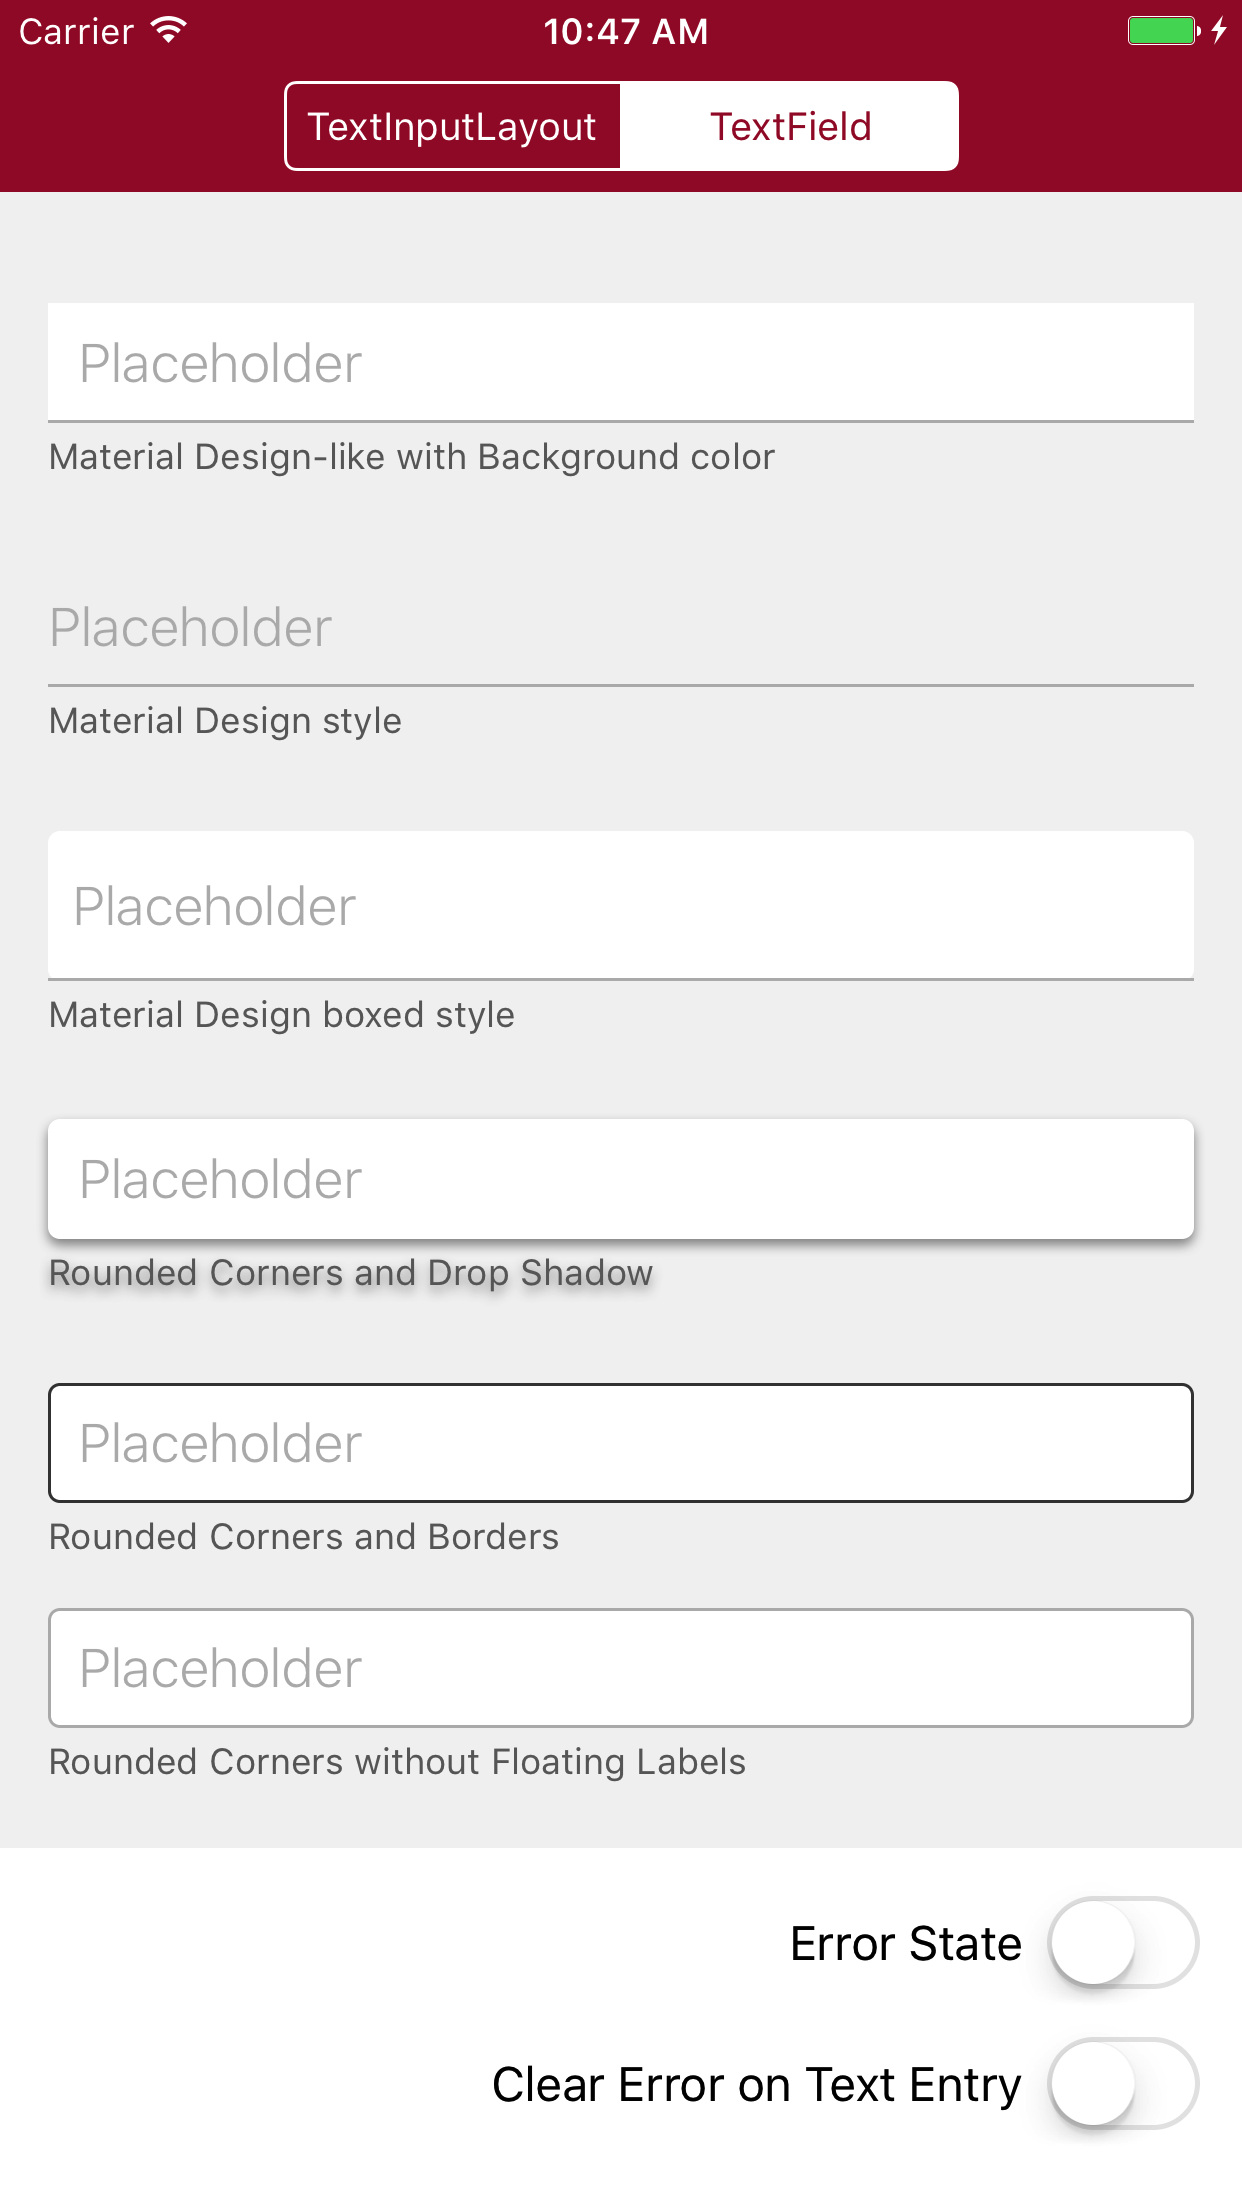 Carrier 10:47 AM
TextInputLayout TextField
Placeholder
Material Design-like with Background color
Placeholder
Material Design style
Placeholder
Material Design boxed style
Placeholder
Rounded Corners and Drop Shadow
Placeholder
Rounded Corners and Borders
Placeholder
Rounded Corners without Floating Labels
Error State
Clear Error on Text Entry